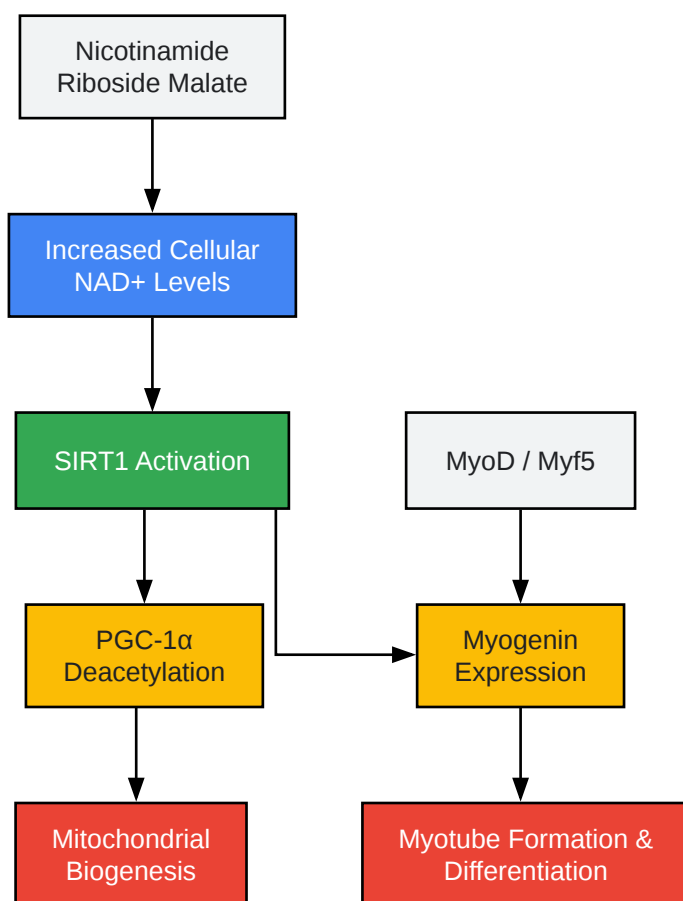 Nicotinamide
Riboside Malate
Increased Cellular
NAD+ Levels
SIRT1 Activation
MyoD / Myf5
PGC-1α
Deacetylation
Myogenin
Expression
Mitochondrial
Biogenesis
Myotube Formation &
Differentiation